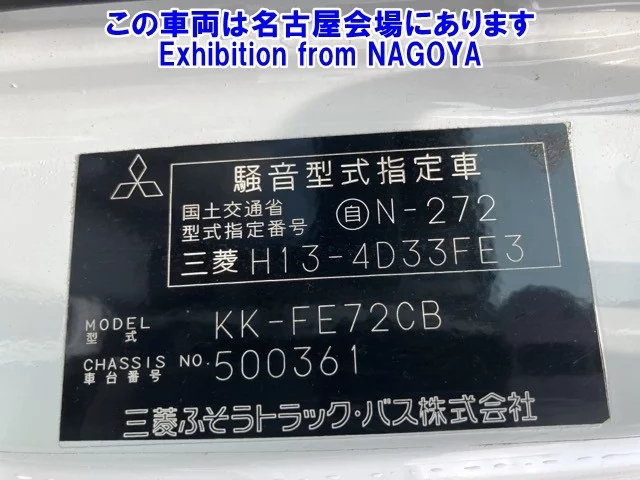 この車両は名古屋会場にあります
Exhibition from NAGOYA
騒音型式指定車
国土交通省
型式指定番号 自N-272
三菱 H13-4D33FE3
MODEL
型式 KK-FE72CB
CHASSIS NO.
車台番号 500361
三菱ふそうトラック・バス株式会社